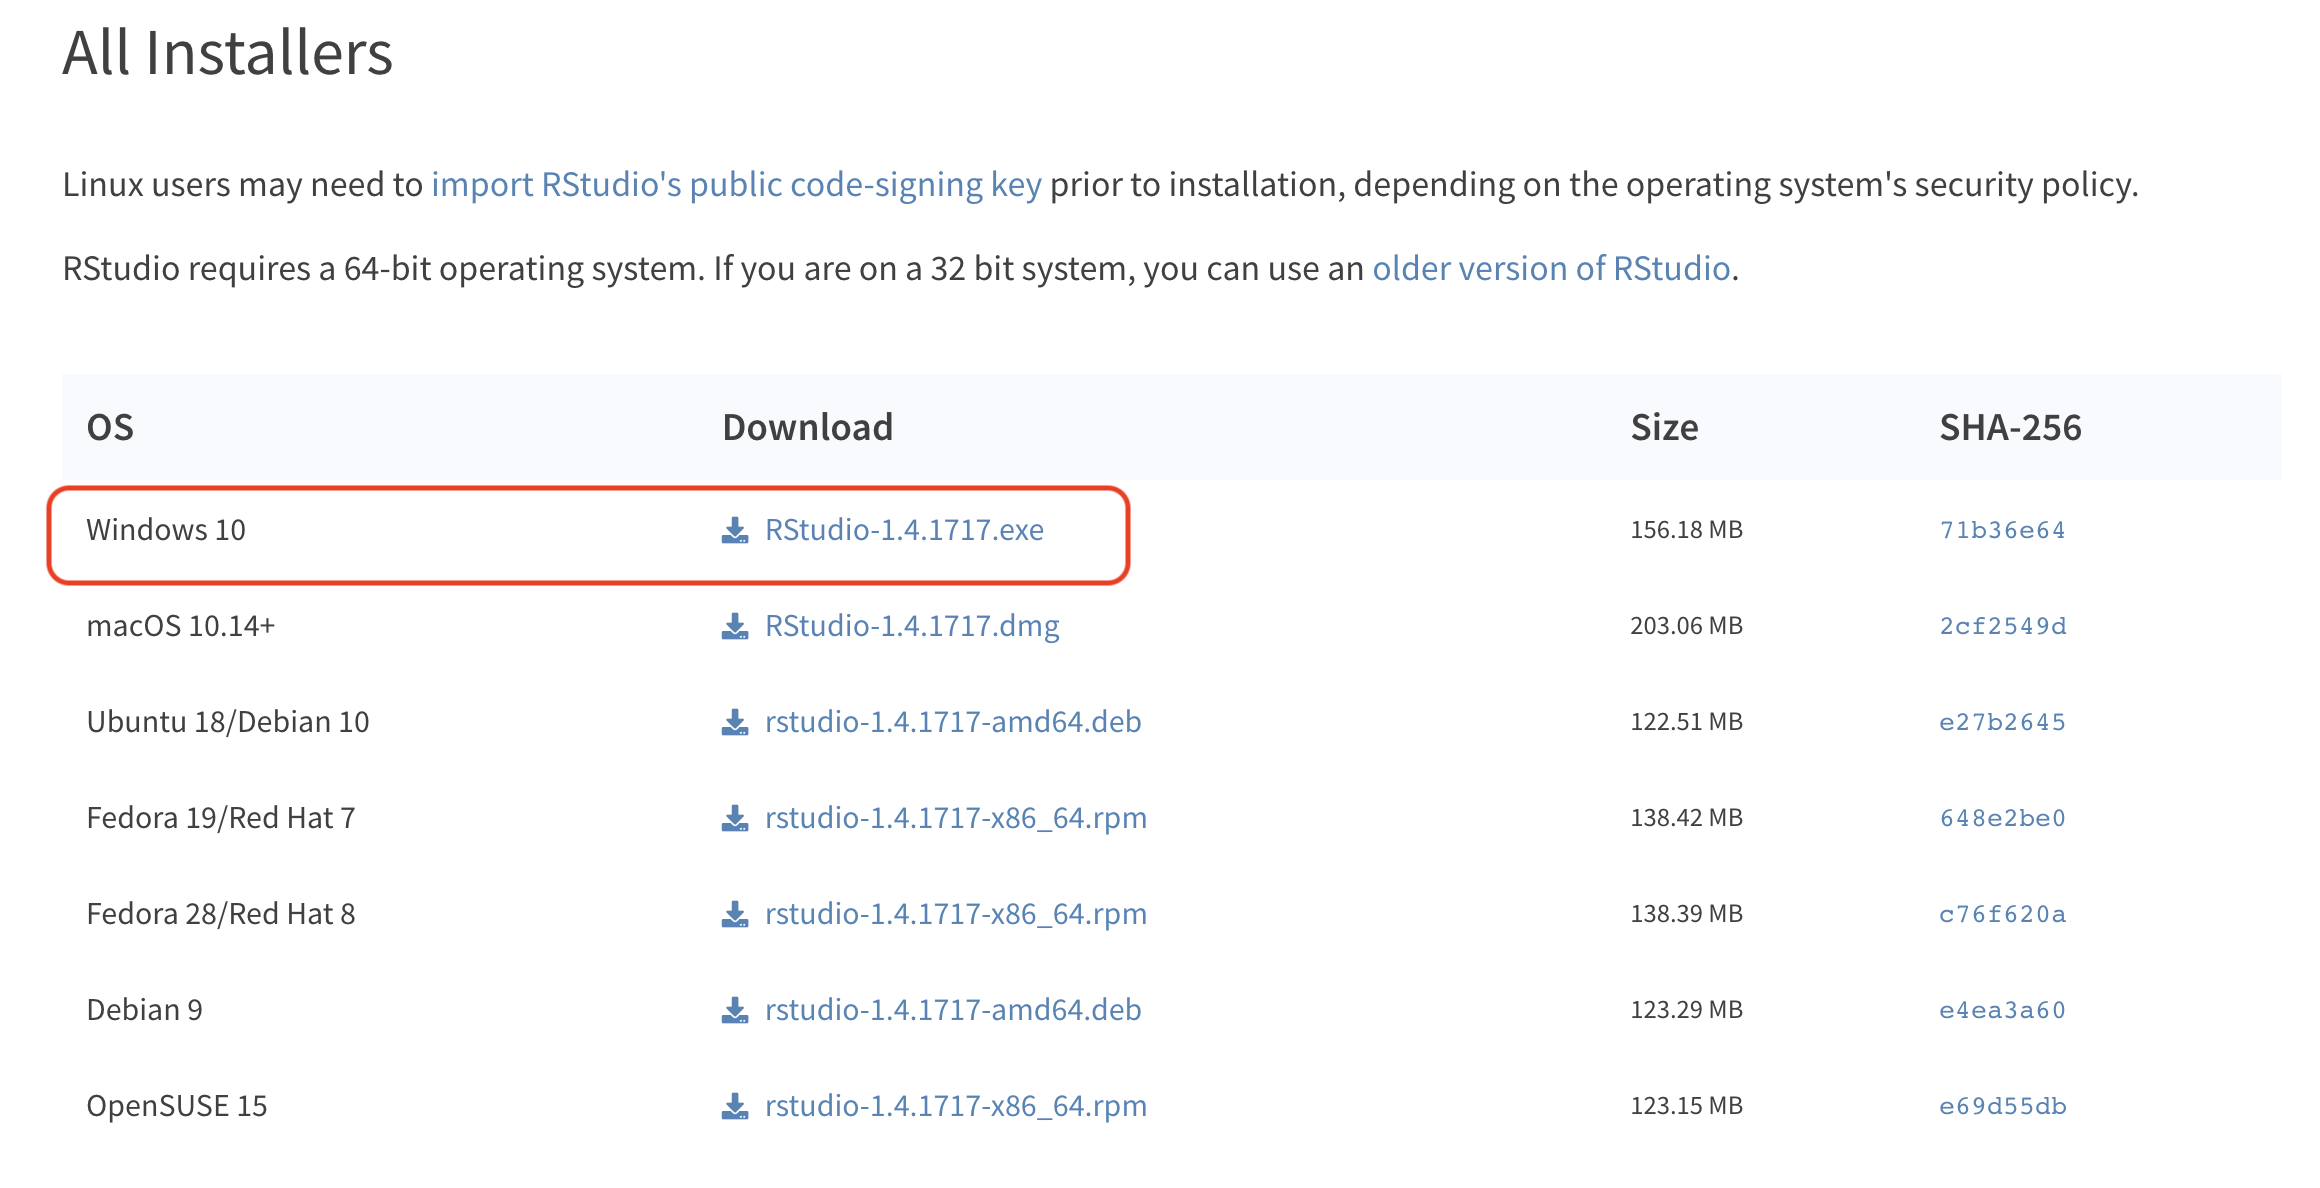 All Installers
Linux users may need to import RStudio's public code-signing key prior to installation, depending on the operating system's security policy.
RStudio requires a 64-bit operating system. If you are on a 32 bit system, you can use an older version of RStudio.
OS Download Size SHA-256
Windows 10 RStudio-1.4.1717.exe 156.18 MB 71b36e64
macOS 10.14+ RStudio-1.4.1717.dmg 203.06 MB 2cf2549d
Ubuntu 18/Debian 10 rstudio-1.4.1717-amd64.deb 122.51 MB e27b2645
Fedora 19/Red Hat 7 rstudio-1.4.1717-x86_64.rpm 138.42 MB 648e2be0
Fedora 28/Red Hat 8 rstudio-1.4.1717-x86_64.rpm 138.39 MB c76f620a
Debian 9 rstudio-1.4.1717-amd64.deb 123.29 MB e4ea3a60
OpenSUSE 15 rstudio-1.4.1717-x86_64.rpm 123.15 MB e69d55db